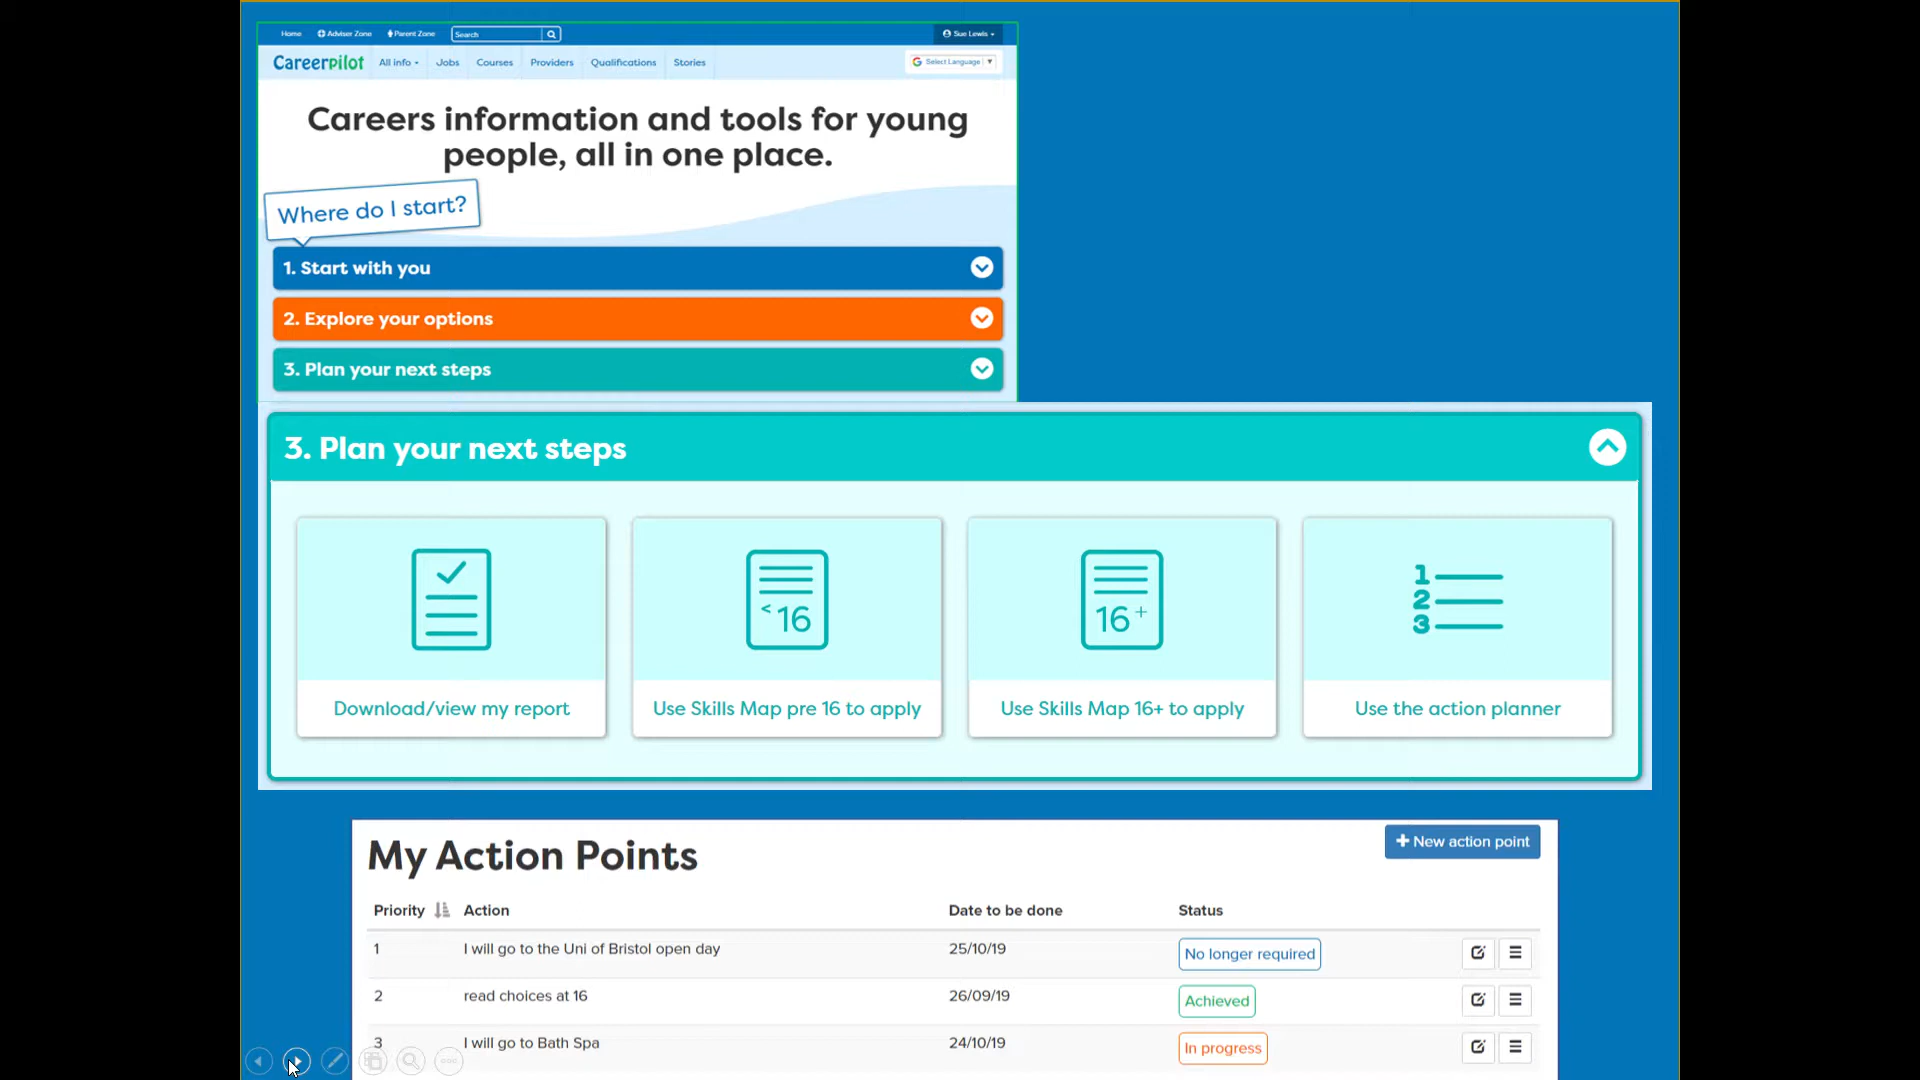 Home Adviser Zone Parent Zone Search Sue Lewis
Careerpilot All info Jobs Courses Providers Qualifications Stories Select Language
Careers information and tools for young
people, all in one place.
Where do I start?
1. Start with you
2. Explore your options
3. Plan your next steps
3. Plan your next steps
<16
16+
1
2
3
Download/view my report
Use Skills Map pre 16 to apply
Use Skills Map 16+ to apply
Use the action planner
My Action Points
+ New action point
Priority Action Date to be done Status
1 I will go to the Uni of Bristol open day 25/10/19 No longer required
2 read choices at 16 26/09/19 Achieved
3 I will go to Bath Spa 24/10/19 In progress